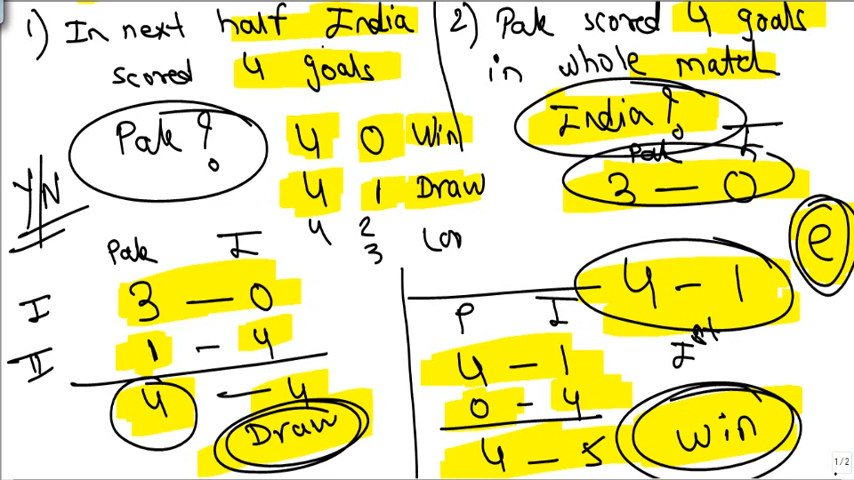 1) In next half India
scored 4 goals
Pak ?
4 0 Win
4 1 Draw
4 2
3
Y/N
Pak I
I 3 — 0
II 1 - 4
4 — 4
Draw
2) Pak scored 4 goals
in whole match
India ?
Pak I
3 — 0
e
4 - 1
P I
4 - 1
0 - 4
4 — 5
Win
1/2